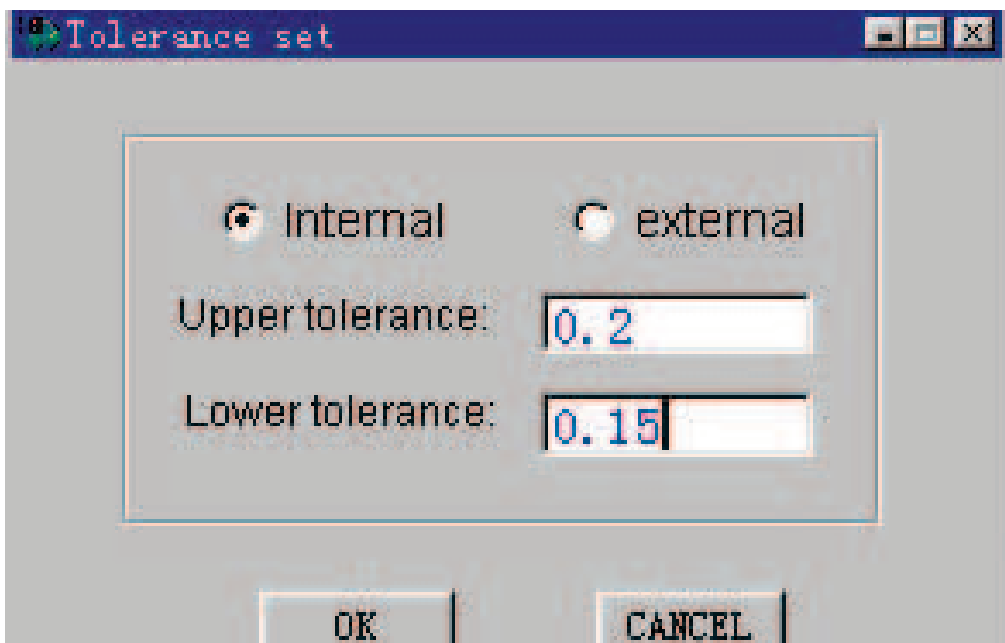 Tolerance set
Internal external
Upper tolerance: 0.2
Lower tolerance: 0.15
OK CANCEL